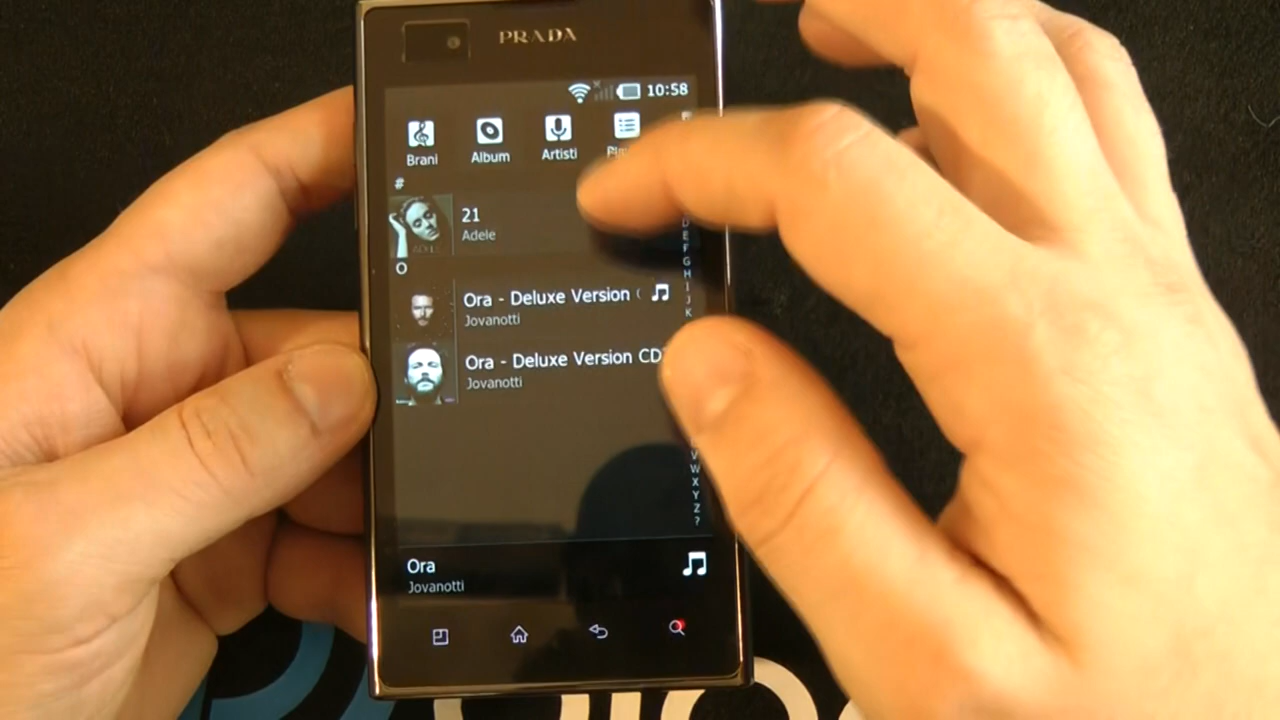 PRADA
10:58
Brani Album Artisti
#
21
Adele
O
Ora - Deluxe Version
Jovanotti
Ora - Deluxe Version CD
Jovanotti
D
E
F
G
H
I
J
K
V
W
X
Y
Z
?
Ora
Jovanotti